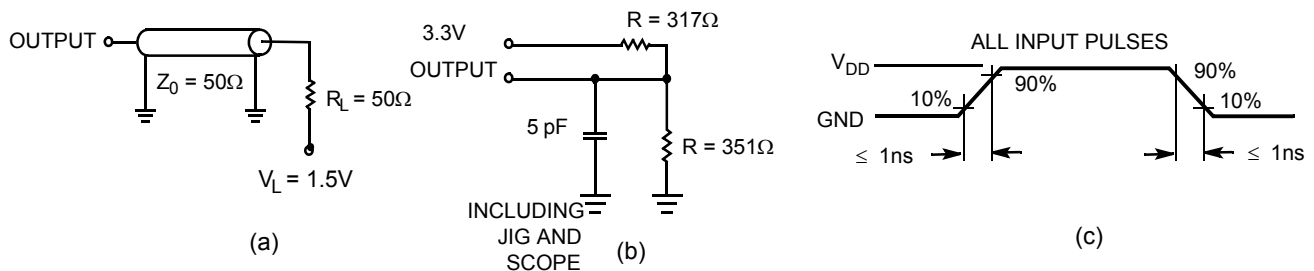 OUTPUT
Z0 = 50Ω
RL = 50Ω
VL = 1.5V
(a)
R = 317Ω
3.3V
OUTPUT
5 pF
R = 351Ω
INCLUDING
JIG AND
SCOPE
(b)
ALL INPUT PULSES
VDD
90%
90%
10%
10%
GND
≤ 1ns
≤ 1ns
(c)